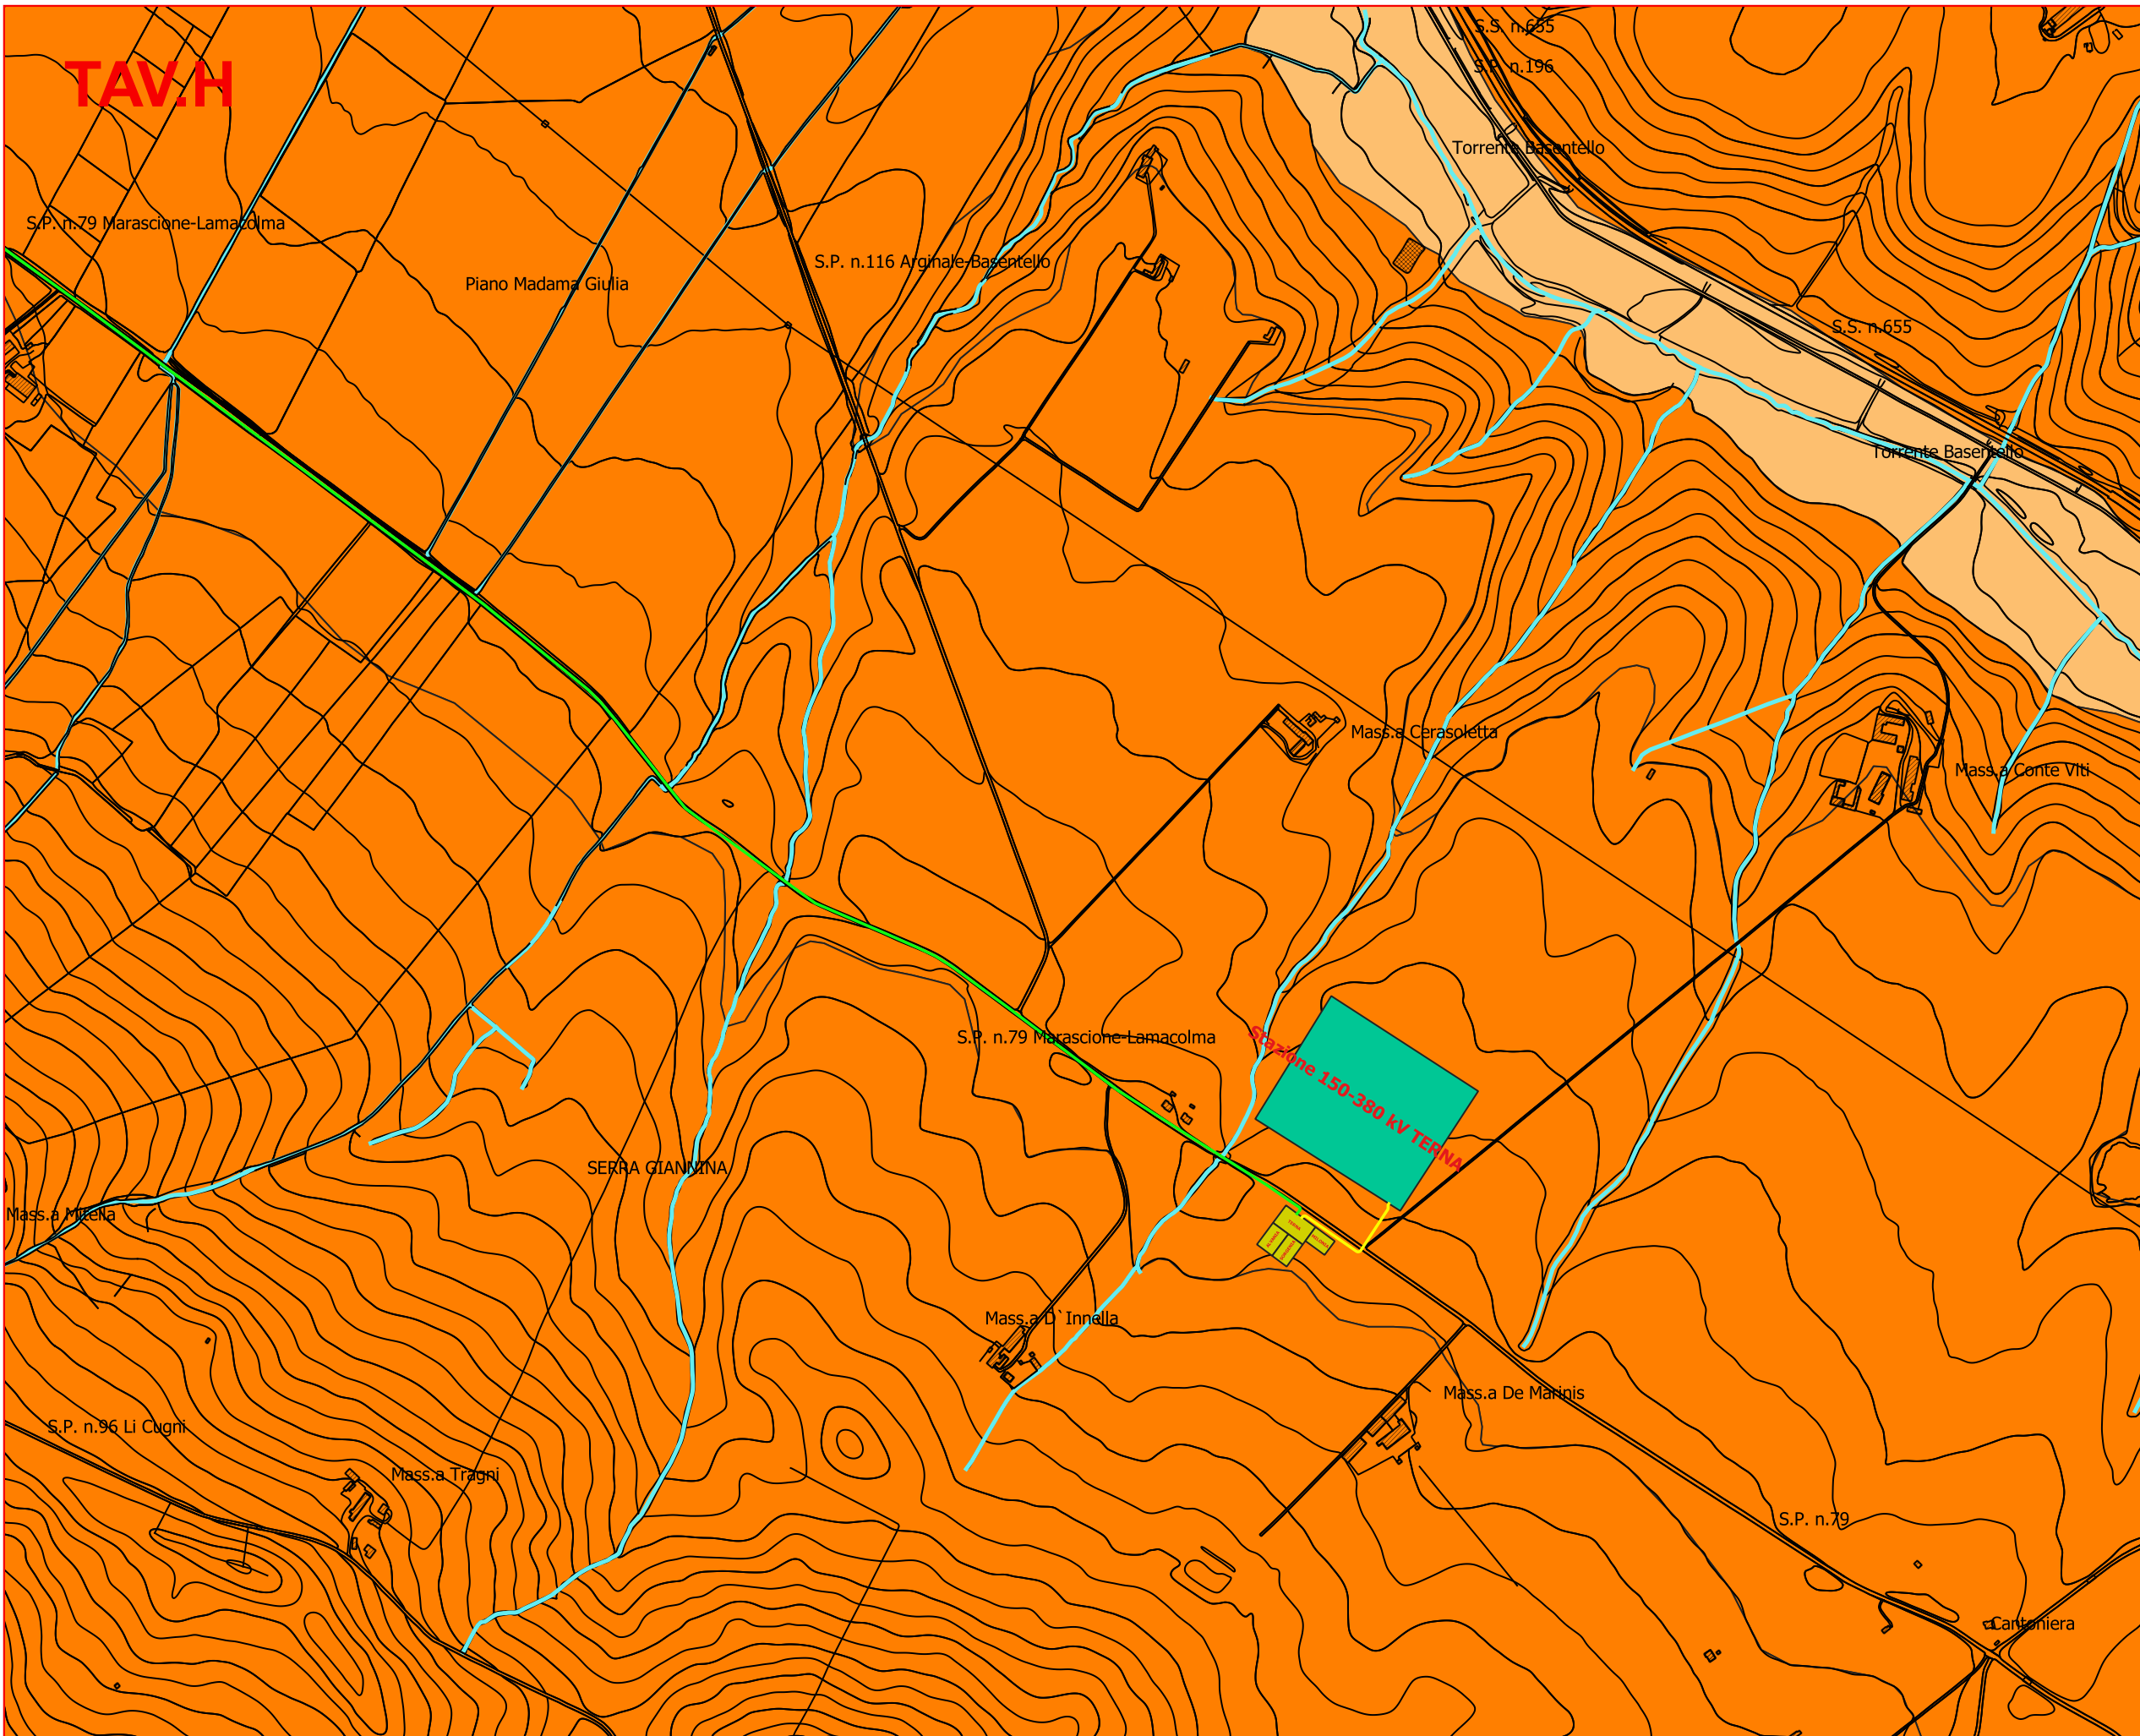 S.S. n.655
S.P. n.196
TAV.H
Torrente Basentello
S.P. n.79 Marascione-Lamacolma
S.P. n.116 Arginale-Basentello
Piano Madama Giulia
S.S. n.655
Torrente Basentello
Mass.a Cerasoletta
Mass.a Conte Viti
S.P. n.79 Marascione-Lamacolma
Stazione 150-380 kV TERNA
SERRA GIANNINA
Mass.a Mitella
Mass.a D`Innella
Mass.a De Marinis
S.P. n.96 Li Cugni
Mass.a Tragni
S.P. n.79
Cantoniera